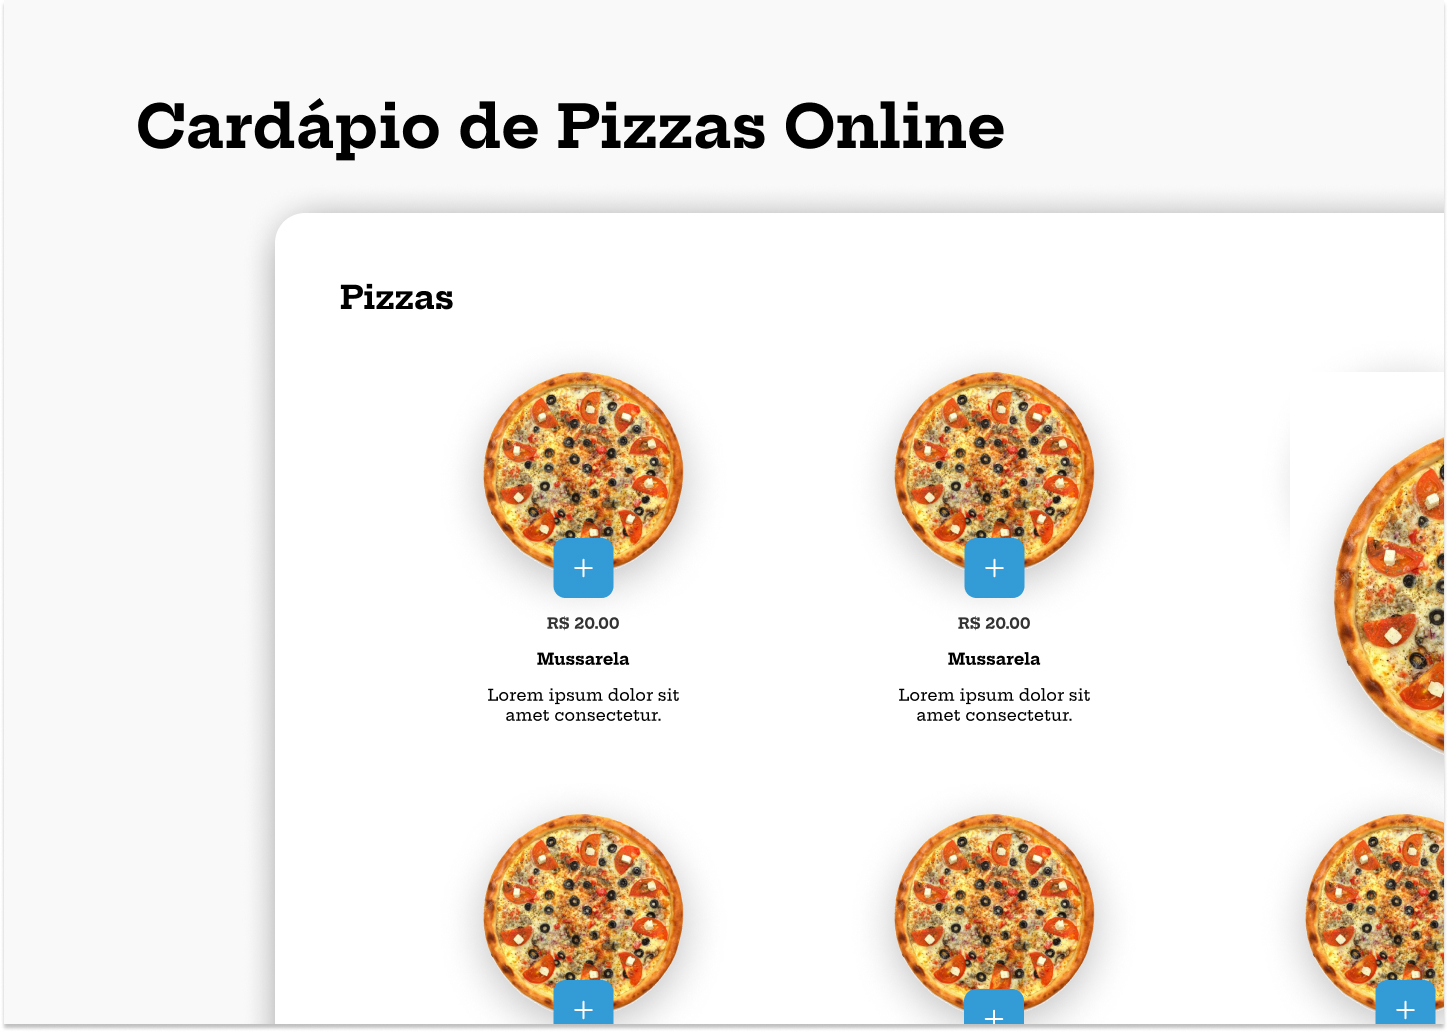 Cardápio de Pizzas Online
Pizzas
R$ 20.00
Mussarela
Lorem ipsum dolor sit
amet consectetur.
R$ 20.00
Mussarela
Lorem ipsum dolor sit
amet consectetur.